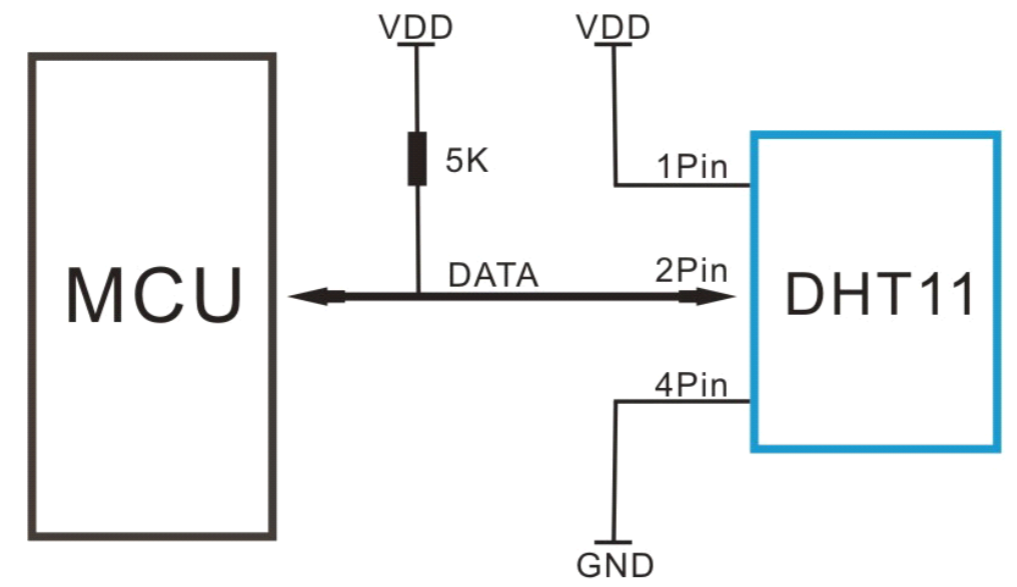 VDD
VDD
5K
1Pin
DATA
2Pin
MCU
DHT11
4Pin
GND